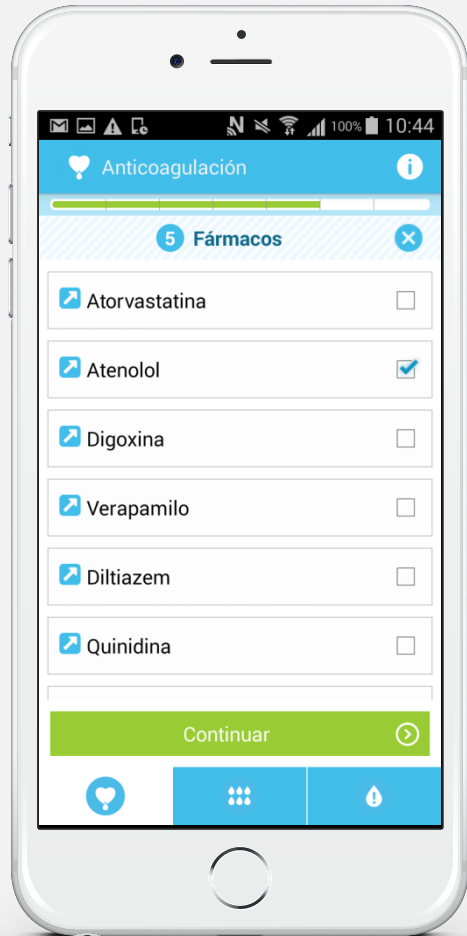 100% 10:44
Anticoagulación i
5 Fármacos
Atorvastatina
Atenolol
Digoxina
Verapamilo
Diltiazem
Quinidina
Continuar